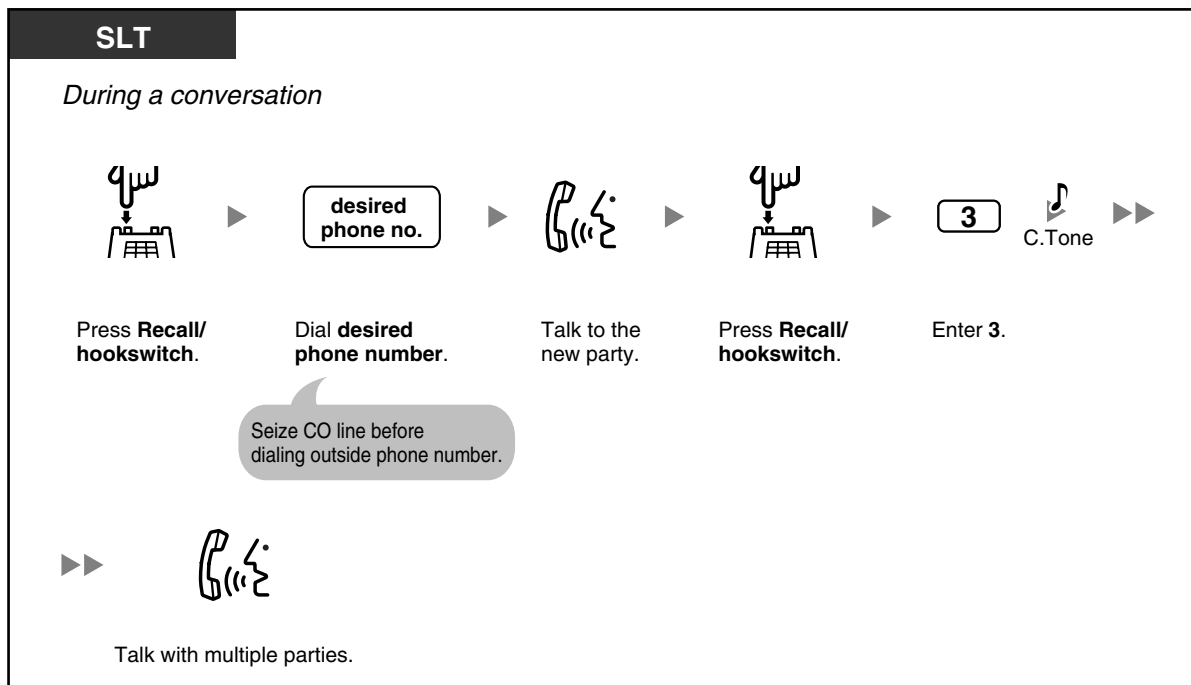 SLT
During a conversation
desired
phone no.
3
C.Tone
Press Recall/
hookswitch.
Dial desired
phone number.
Talk to the
new party.
Press Recall/
hookswitch.
Enter 3.
Seize CO line before
dialing outside phone number.
Talk with multiple parties.